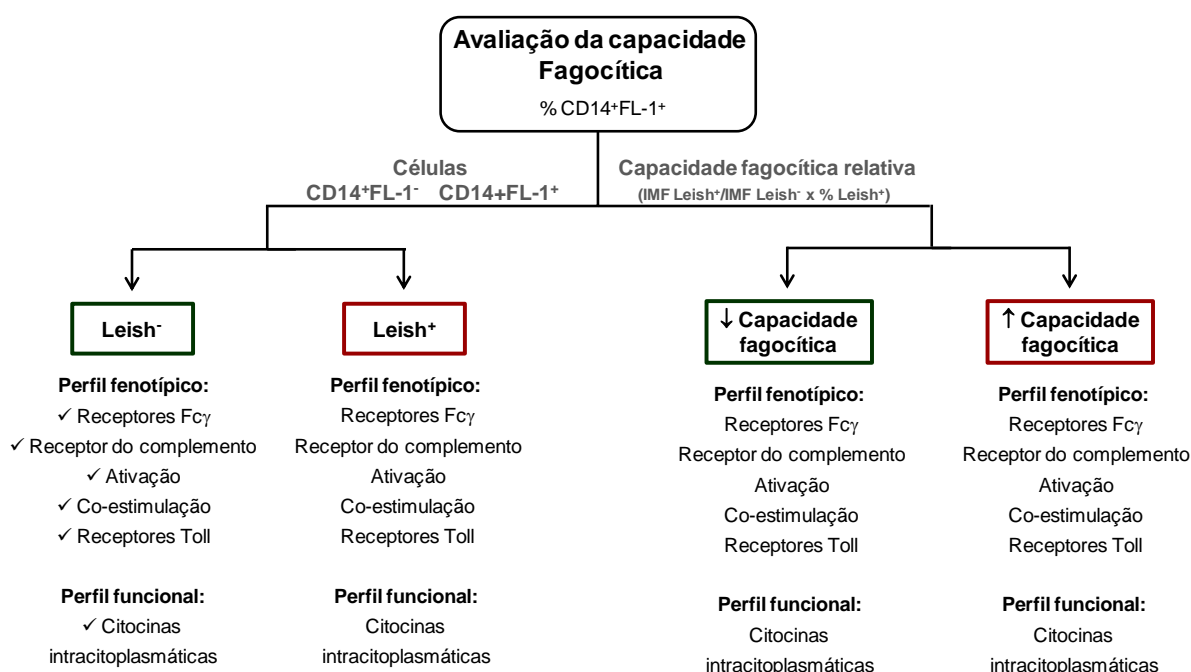 Avaliação da capacidade
Fagocítica
% CD14⁺FL-1⁺
Células
CD14⁺FL-1⁻ CD14+FL-1⁺
Capacidade fagocítica relativa
(IMF Leish⁺/IMF Leish⁻ x % Leish⁺)
Leish⁻
Perfil fenotípico:
✓ Receptores Fcγ
✓ Receptor do complemento
✓ Ativação
✓ Co-estimulação
✓ Receptores Toll
Perfil funcional:
✓ Citocinas
intracitoplasmáticas
Leish⁺
Perfil fenotípico:
Receptores Fcγ
Receptor do complemento
Ativação
Co-estimulação
Receptores Toll
Perfil funcional:
Citocinas
intracitoplasmáticas
↓ Capacidade
fagocítica
Perfil fenotípico:
Receptores Fcγ
Receptor do complemento
Ativação
Co-estimulação
Receptores Toll
Perfil funcional:
Citocinas
intracitoplasmáticas
↑ Capacidade
fagocítica
Perfil fenotípico:
Receptores Fcγ
Receptor do complemento
Ativação
Co-estimulação
Receptores Toll
Perfil funcional:
Citocinas
intracitoplasmáticas